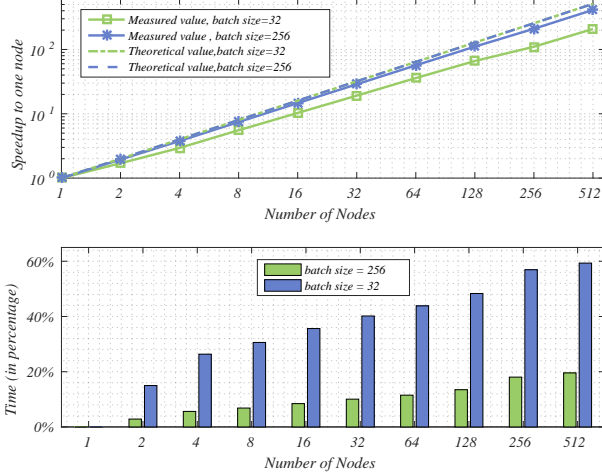 Measured value, batch size=32
Measured value , batch size=256
Theoretical value,batch size=32
Theoretical value,batch size=256
Speedup to one node
10^2
10^1
10^0
1 2 4 8 16 32 64 128 256 512
Number of Nodes
batch size = 256
batch size = 32
Time (in percentage)
60%
40%
20%
0%
1 2 4 8 16 32 64 128 256 512
Number of Nodes